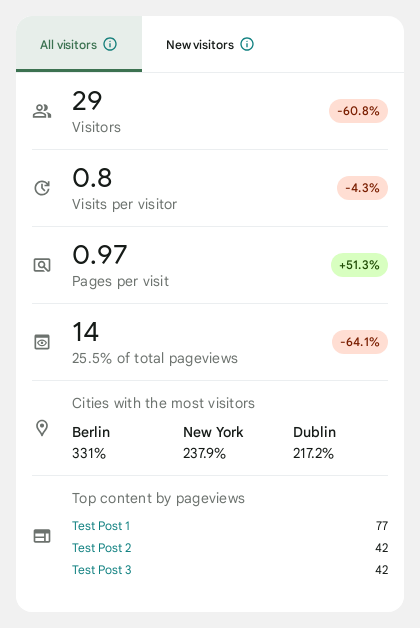 All visitors New visitors
29 -60.8%
Visitors
0.8 -4.3%
Visits per visitor
0.97 +51.3%
Pages per visit
14 -64.1%
25.5% of total pageviews
Cities with the most visitors
Berlin New York Dublin
331% 237.9% 217.2%
Top content by pageviews
Test Post 1 77
Test Post 2 42
Test Post 3 42